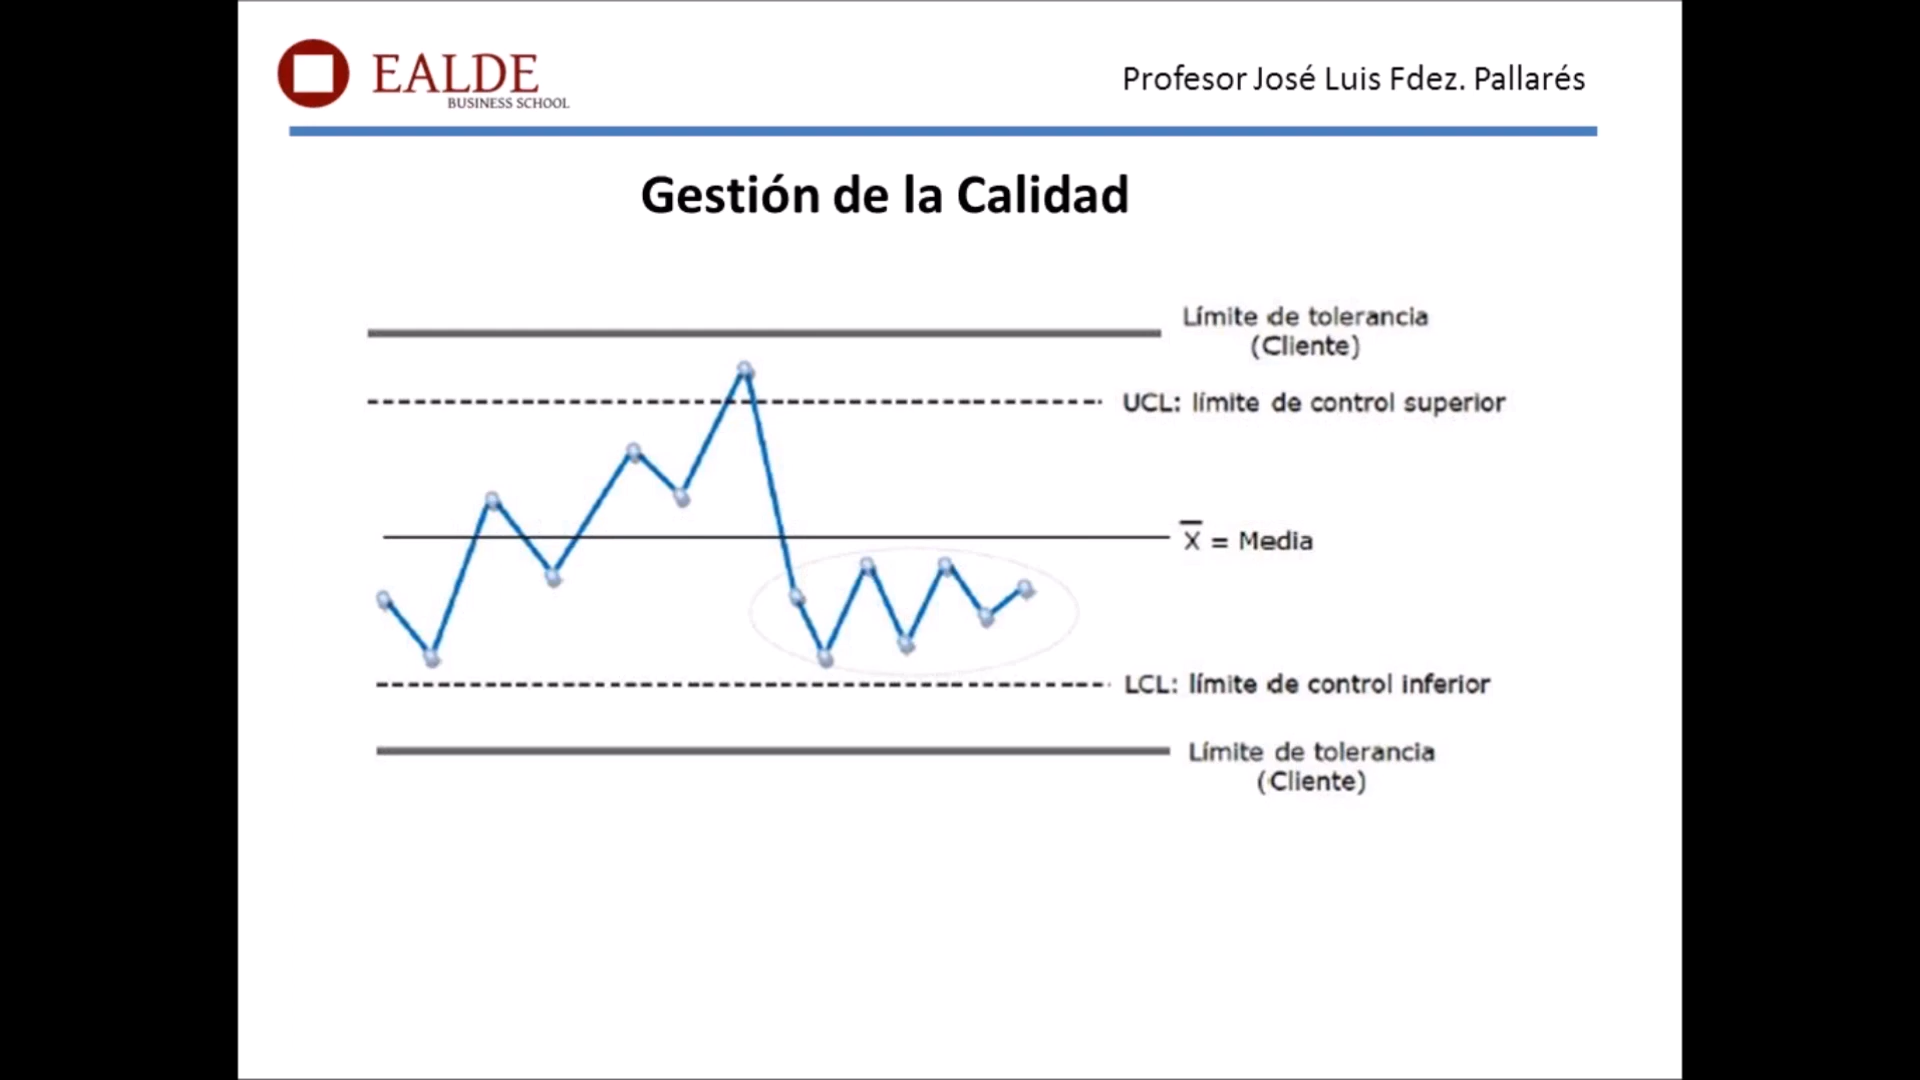 EALDE
BUSINESS SCHOOL
Profesor José Luis Fdez. Pallarés
Gestión de la Calidad
Límite de tolerancia
(Cliente)
UCL: límite de control superior
X̅ = Media
LCL: límite de control inferior
Límite de tolerancia
(Cliente)